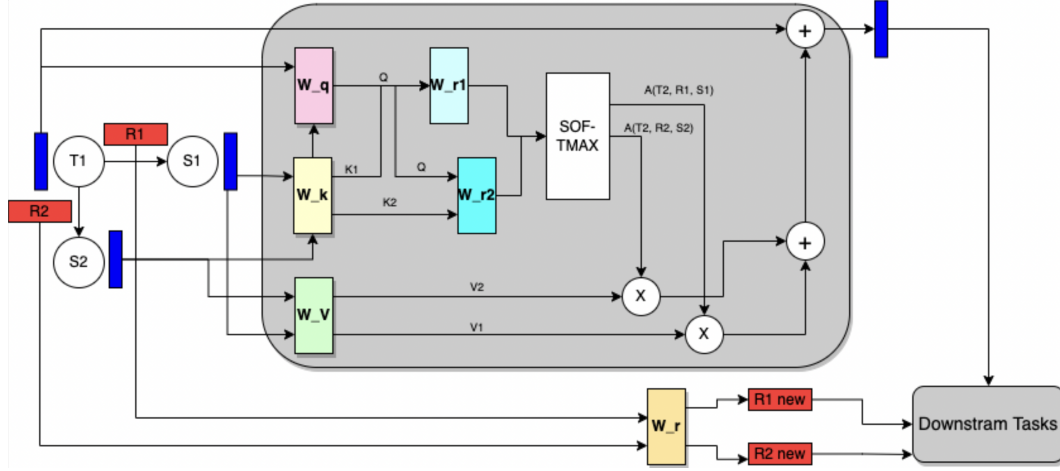 W_q
Q
W_r1
A(T2, R1, S1)
SOF-
TMAX
A(T2, R2, S2)
R1
T1
S1
K1
Q
W_k
W_r2
K2
R2
S2
V2
X
W_V
V1
X
+
+
W_r
R1 new
R2 new
Downstram Tasks